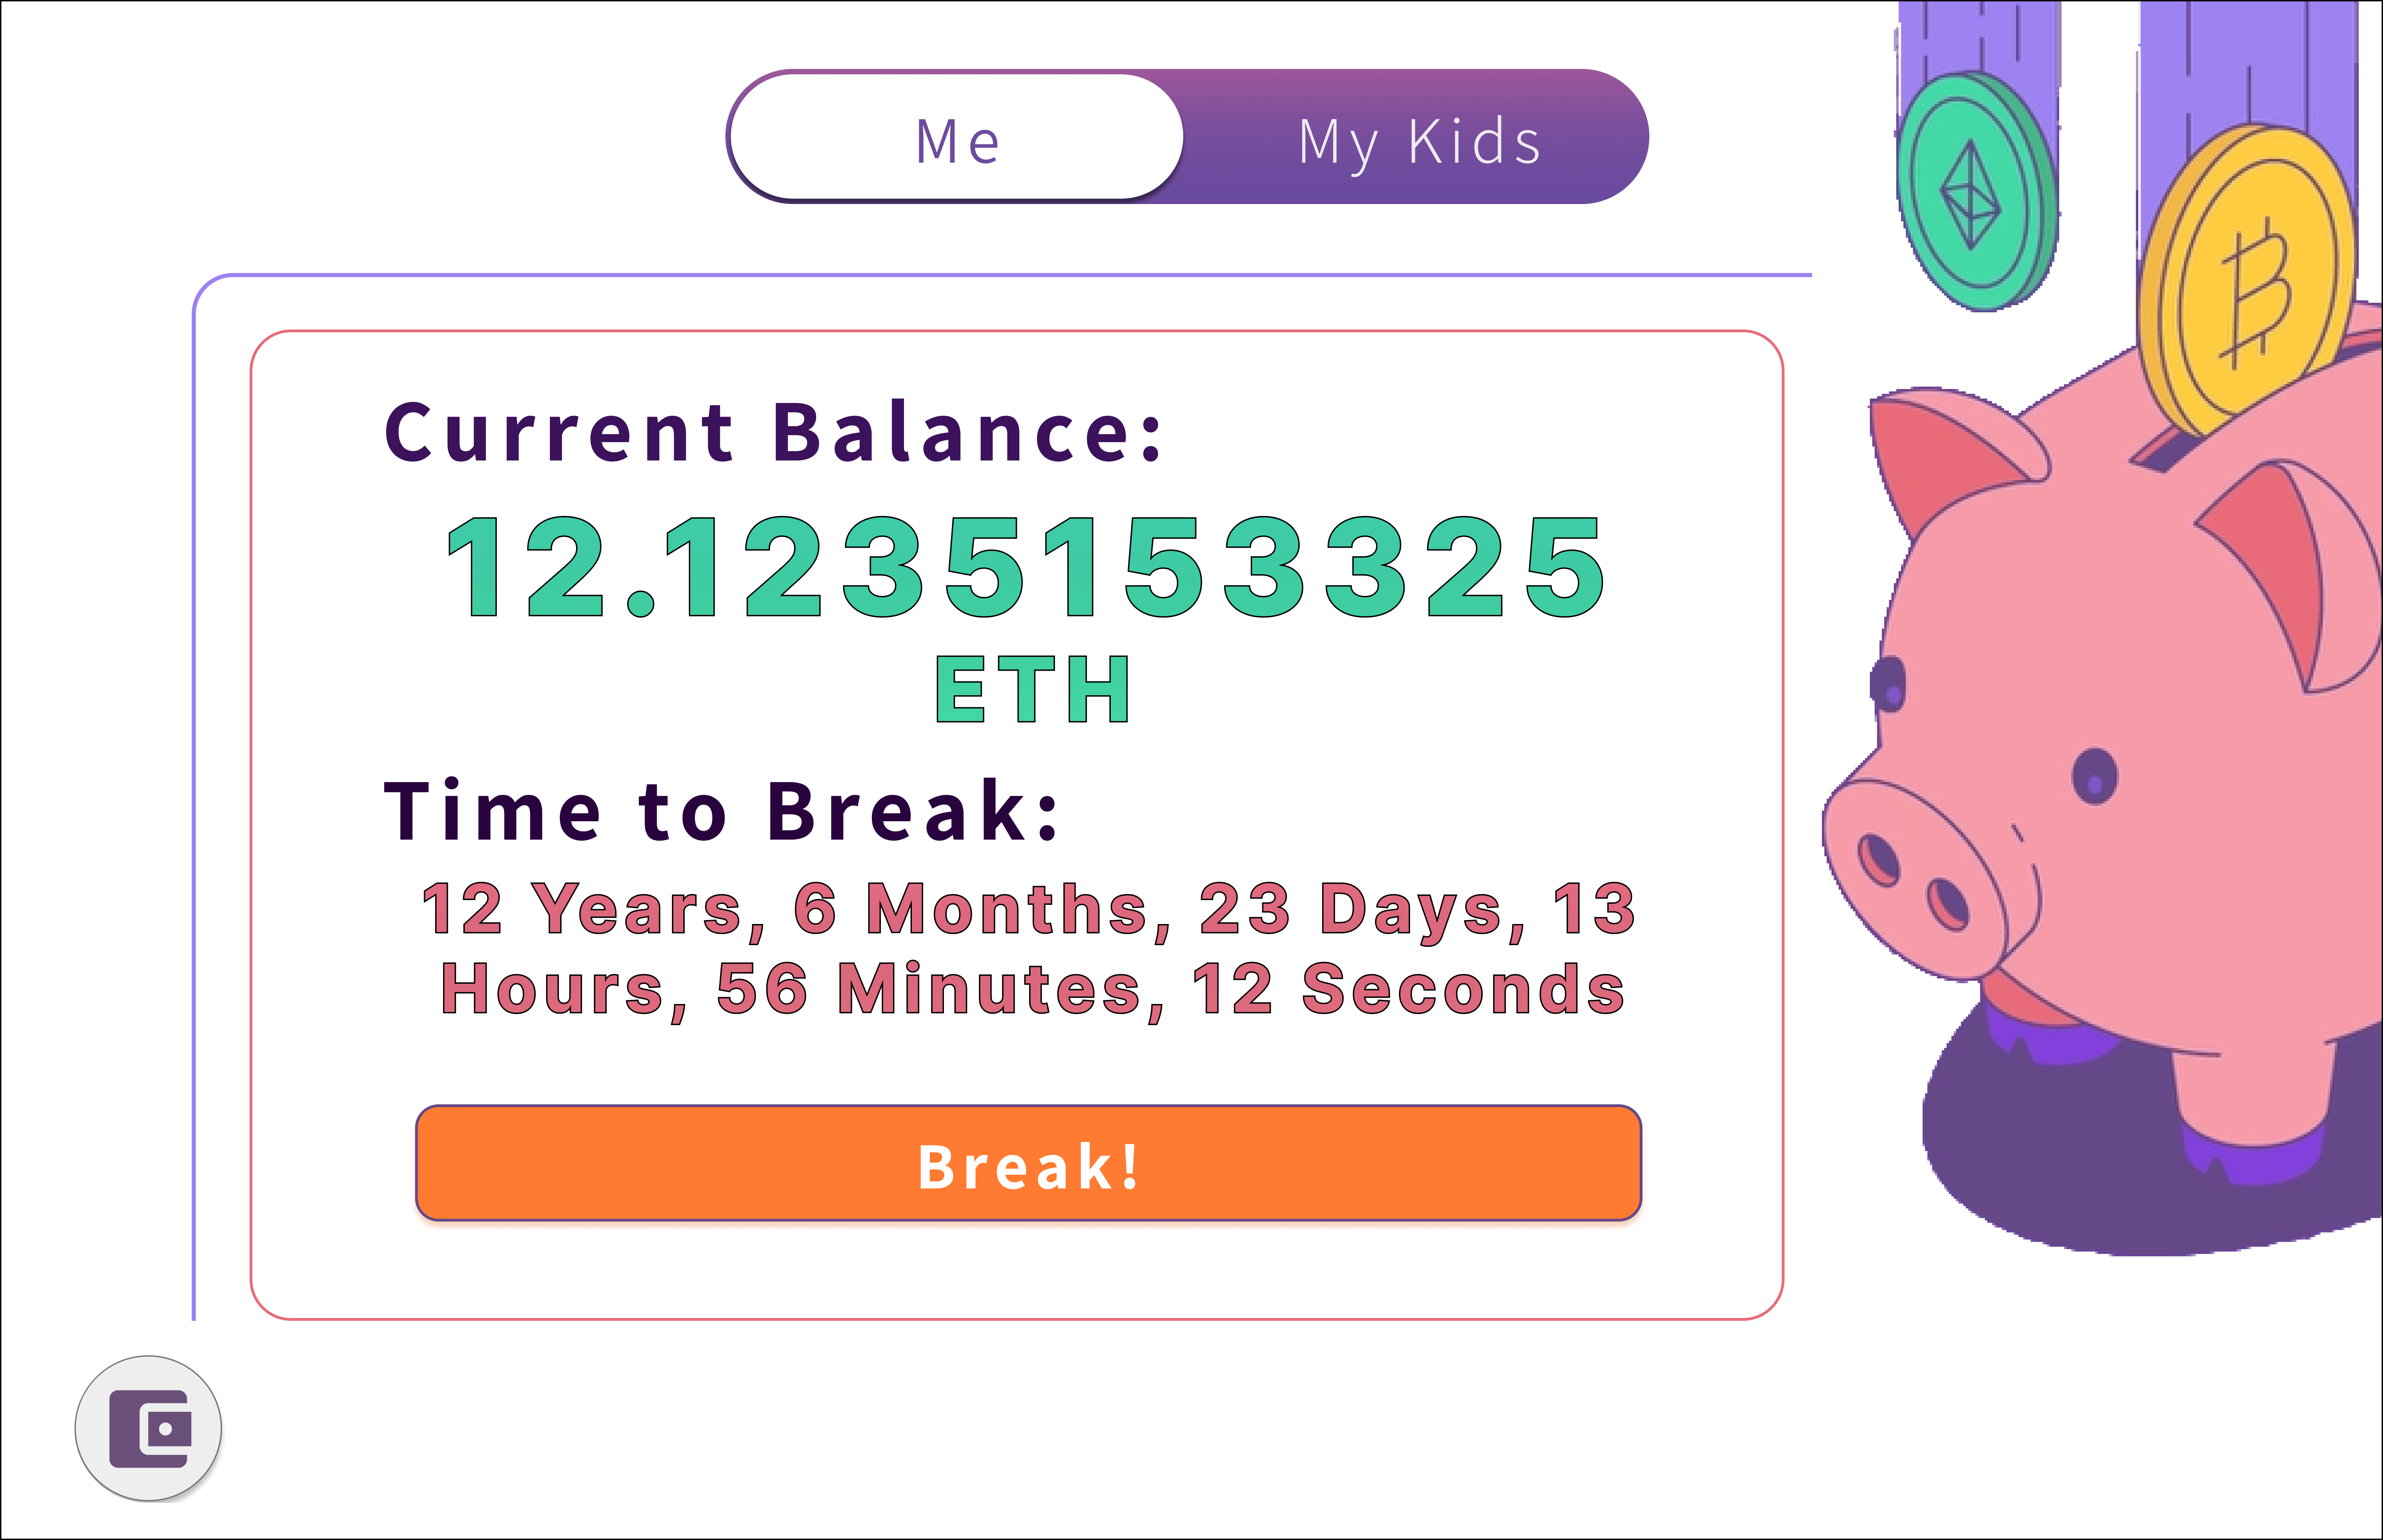 Me
My Kids
Current Balance:
12.1235153325
ETH
Time to Break:
12 Years, 6 Months, 23 Days, 13
Hours, 56 Minutes, 12 Seconds
Break!